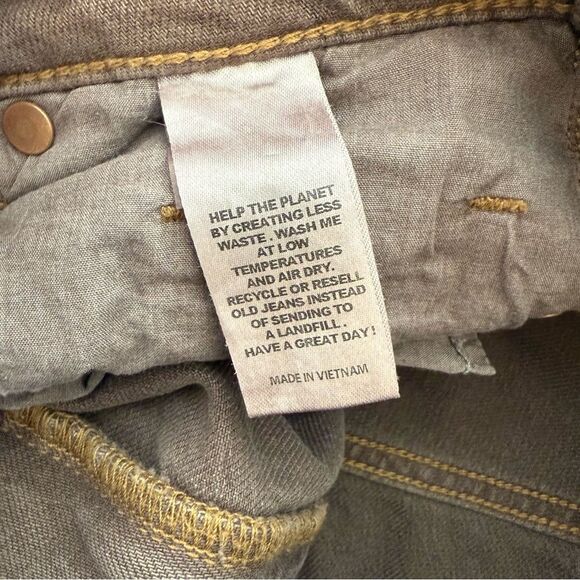 HELP THE PLANET
BY CREATING LESS
WASTE . WASH ME
AT LOW
TEMPERATURES
AND AIR DRY.
RECYCLE OR RESELL
OLD JEANS INSTEAD
OF SENDING TO
A LANDFILL .
HAVE A GREAT DAY !
MADE IN VIETNAM